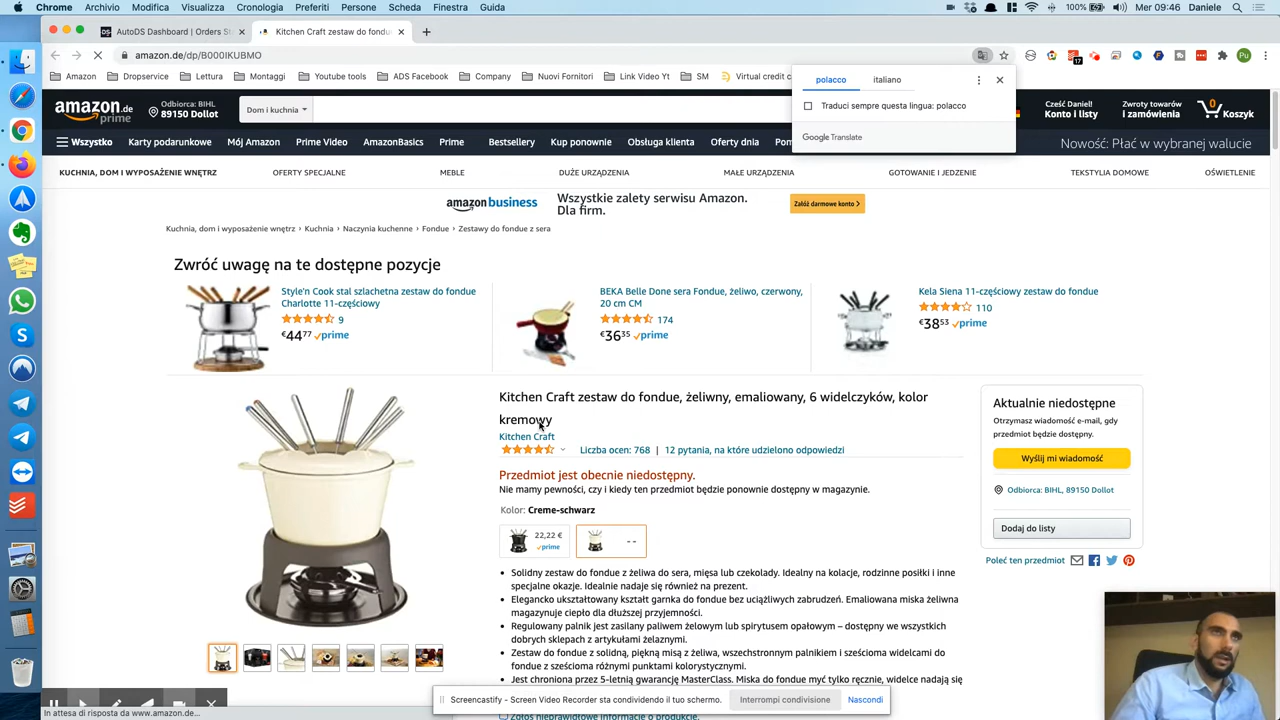 Chrome Archivio Modifica Visualizza Cronologia Preferiti Persone Scheda Finestra Guida 100% Mer 09:46 Daniele
AutoDS Dashboard | Orders St
Kitchen Craft zestaw do fondu
amazon.de/dp/B000IKUBMO
Amazon Dropservice Lettura Montaggi Youtube tools ADS Facebook Company Nuovi Fornitori Link Video Yt SM Virtual credit c
polacco italiano
Traduci sempre questa lingua: polacco
Google Translate
amazon.de prime
Odbiorca: BIHL
89150 Dollot
Dom i kuchnia
Cześć Daniel!
Konto i listy
Zwroty towarów
i zamówienia
0
Koszyk
Wszystko Karty podarunkowe Mój Amazon Prime Video AmazonBasics Prime Bestsellery Kup ponownie Obsługa klienta Oferty dnia Pom Nowość: Płać w wybranej walucie
KUCHNIA, DOM I WYPOSAŻENIE WNĘTRZ OFERTY SPECJALNE MEBLE DUŻE URZĄDZENIA MAŁE URZĄDZENIA GOTOWANIE I JEDZENIE TEKSTYLIA DOMOWE OŚWIETLENIE
amazon business
Wszystkie zalety serwisu Amazon.
Dla firm.
Załóż darmowe konto
Kuchnia, dom i wyposażenie wnętrz › Kuchnia › Naczynia kuchenne › Fondue › Zestawy do fondue z sera
Zwróć uwagę na te dostępne pozycje
Style'n Cook stal szlachetna zestaw do fondue
Charlotte 11-częściowy
9
€44 77 prime
BEKA Belle Done sera Fondue, żeliwo, czerwony,
20 cm CM
174
€36 35 prime
Kela Siena 11-częściowy zestaw do fondue
110
€38 53 prime
Kitchen Craft zestaw do fondue, żeliwny, emaliowany, 6 widelczyków, kolor
kremowy
Kitchen Craft
Liczba ocen: 768 | 12 pytania, na które udzielono odpowiedzi
Przedmiot jest obecnie niedostępny.
Nie mamy pewności, czy i kiedy ten przedmiot będzie ponownie dostępny w magazynie.
Kolor: Creme-schwarz
22,22 €
prime
- -
• Solidny zestaw do fondue z żeliwa do sera, mięsa lub czekolady. Idealny na kolacje, rodzinne posiłki i inne
specjalne okazje. Idealnie nadaje się również na prezent.
• Elegancko ukształtowany kształt garnka do fondue bez uciążliwych zabrudzeń. Emaliowana miska żeliwna
magazynuje ciepło dla dłuższej przyjemności.
• Regulowany palnik jest zasilany paliwem żelowym lub spirytusem opałowym – dostępny we wszystkich
dobrych sklepach z artykułami żelaznymi.
• Zestaw do fondue z solidną, piękną misą z żeliwa, wszechstronnym palnikiem i sześcioma widelcami do
fondue z sześcioma różnymi punktami kolorystycznymi.
• Jest chroniona przez 5-letnią gwarancję MasterClass. Miska do fondue myć tylko ręcznie, widelce nadają się
Zgłoś nieprawidłowe informacje o produkcie.
Aktualnie niedostępny
Otrzymasz wiadomość e-mail, gdy
przedmiot będzie dostępny.
Wyślij mi wiadomość
Odbiorca: BIHL, 89150 Dollot
Dodaj do listy
Poleć ten przedmiot
Screencastify - Screen Video Recorder sta condividendo il tuo schermo. Interrompi condivisione Nascondi
In attesa di risposta da www.amazon.de...